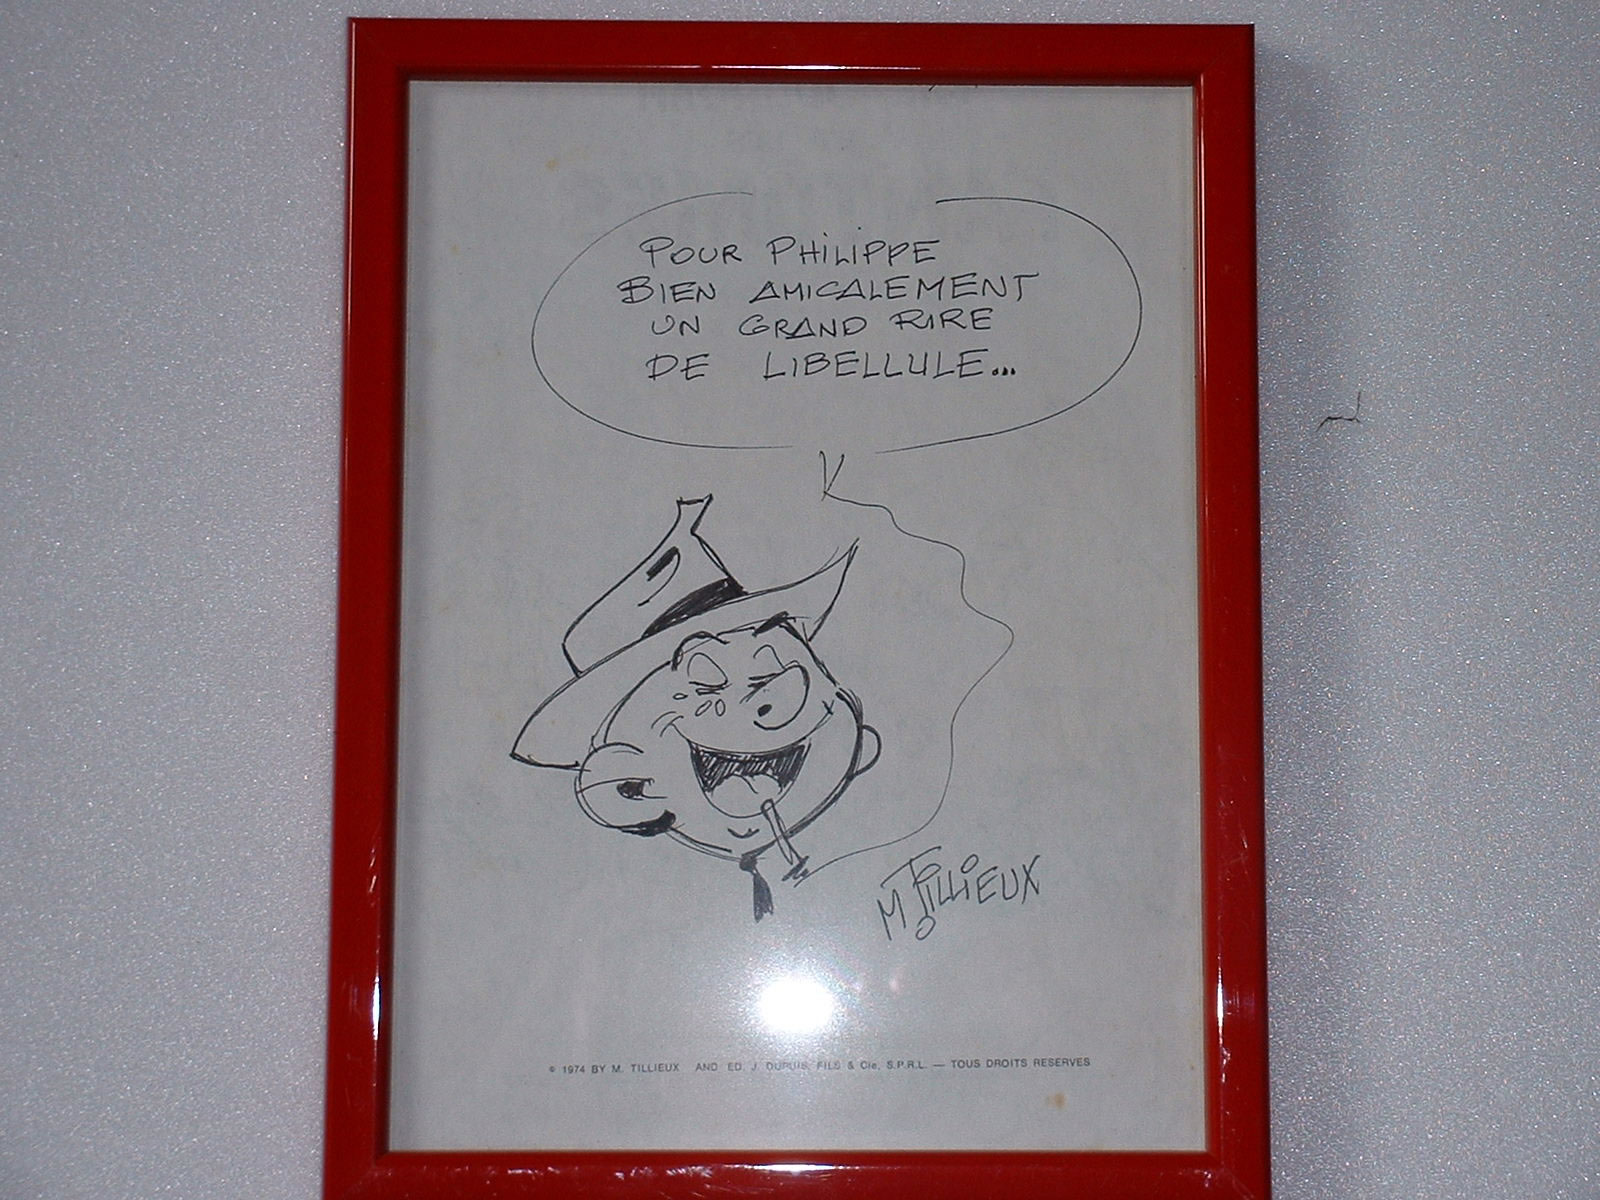 POUR PHILIPPE
BIEN AMICALEMENT
UN GRAND RIRE
DE LIBELLULE...
M TILLIEUX
© 1974 BY M. TILLIEUX AND ED. J. DUPUIS, FILS & Cie, S.P.R.L. — TOUS DROITS RESERVES